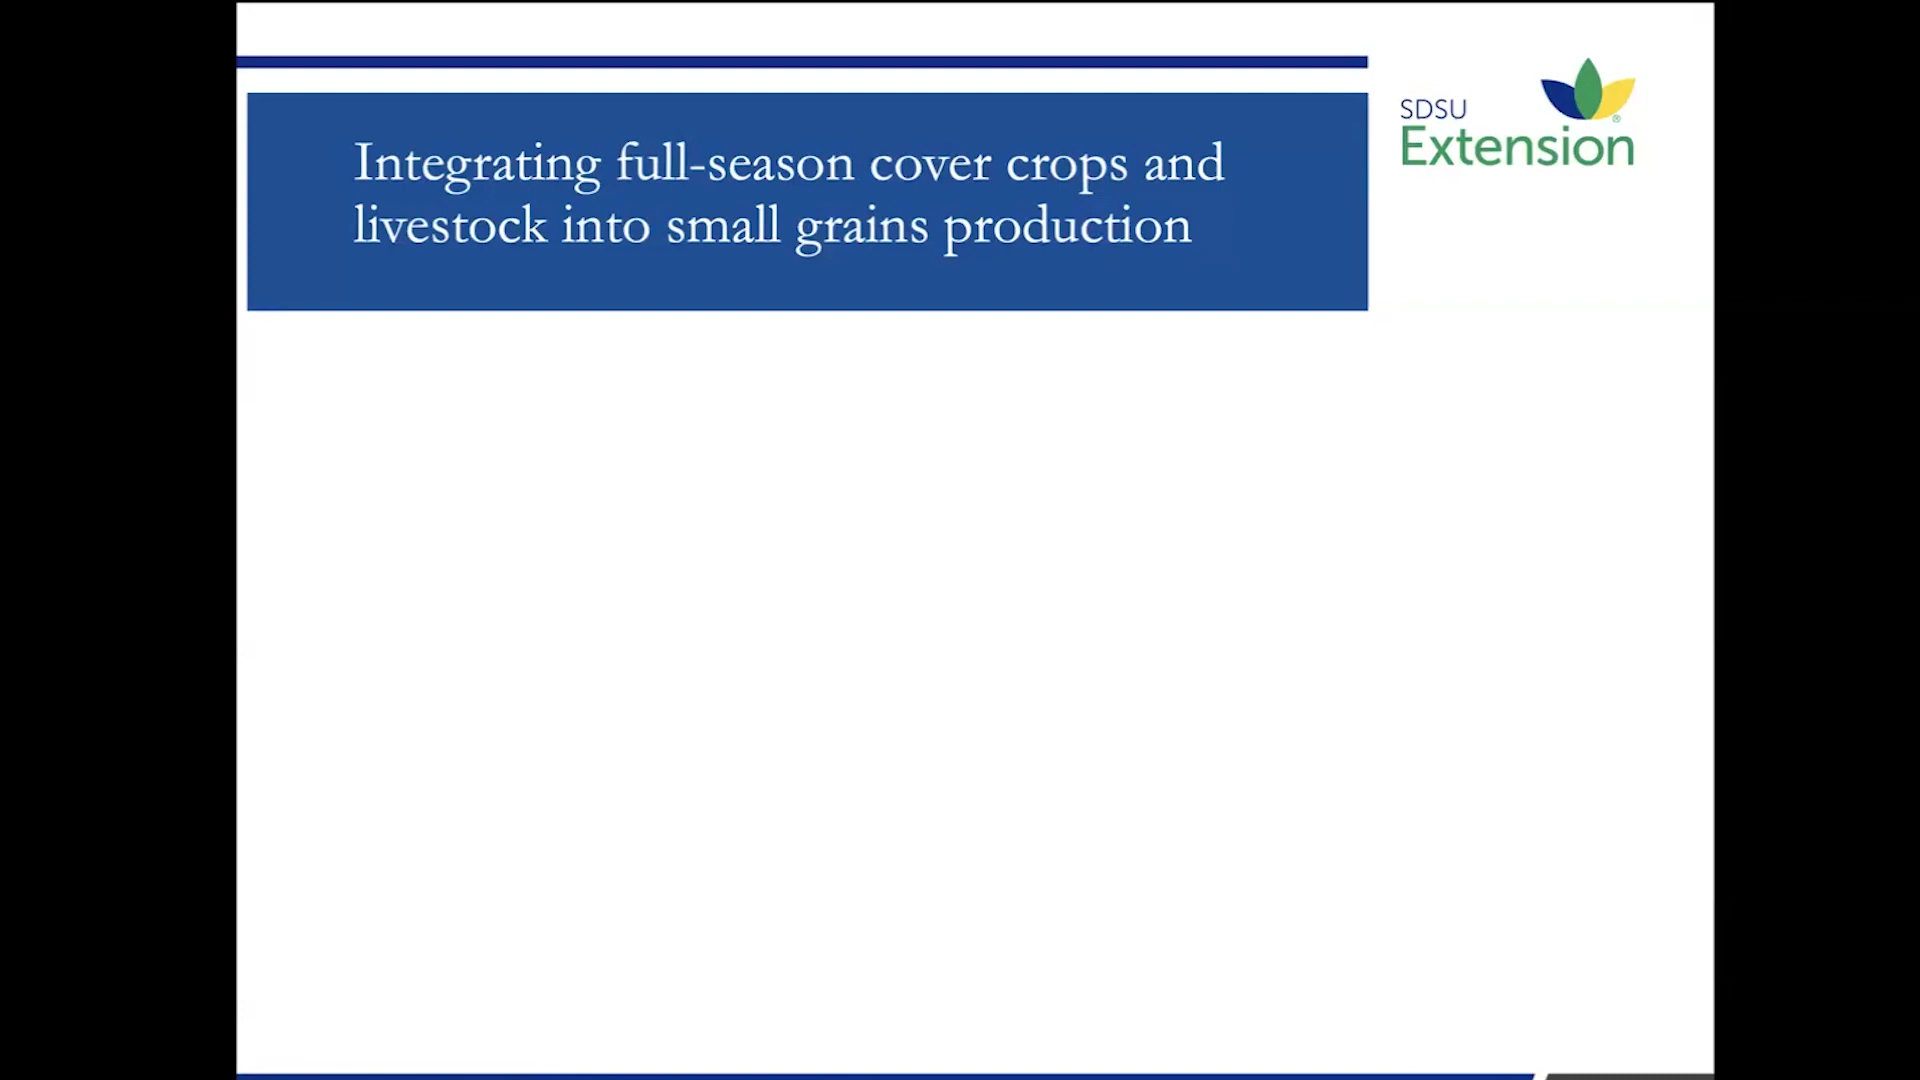 Integrating full-season cover crops and
livestock into small grains production
SDSU
Extension